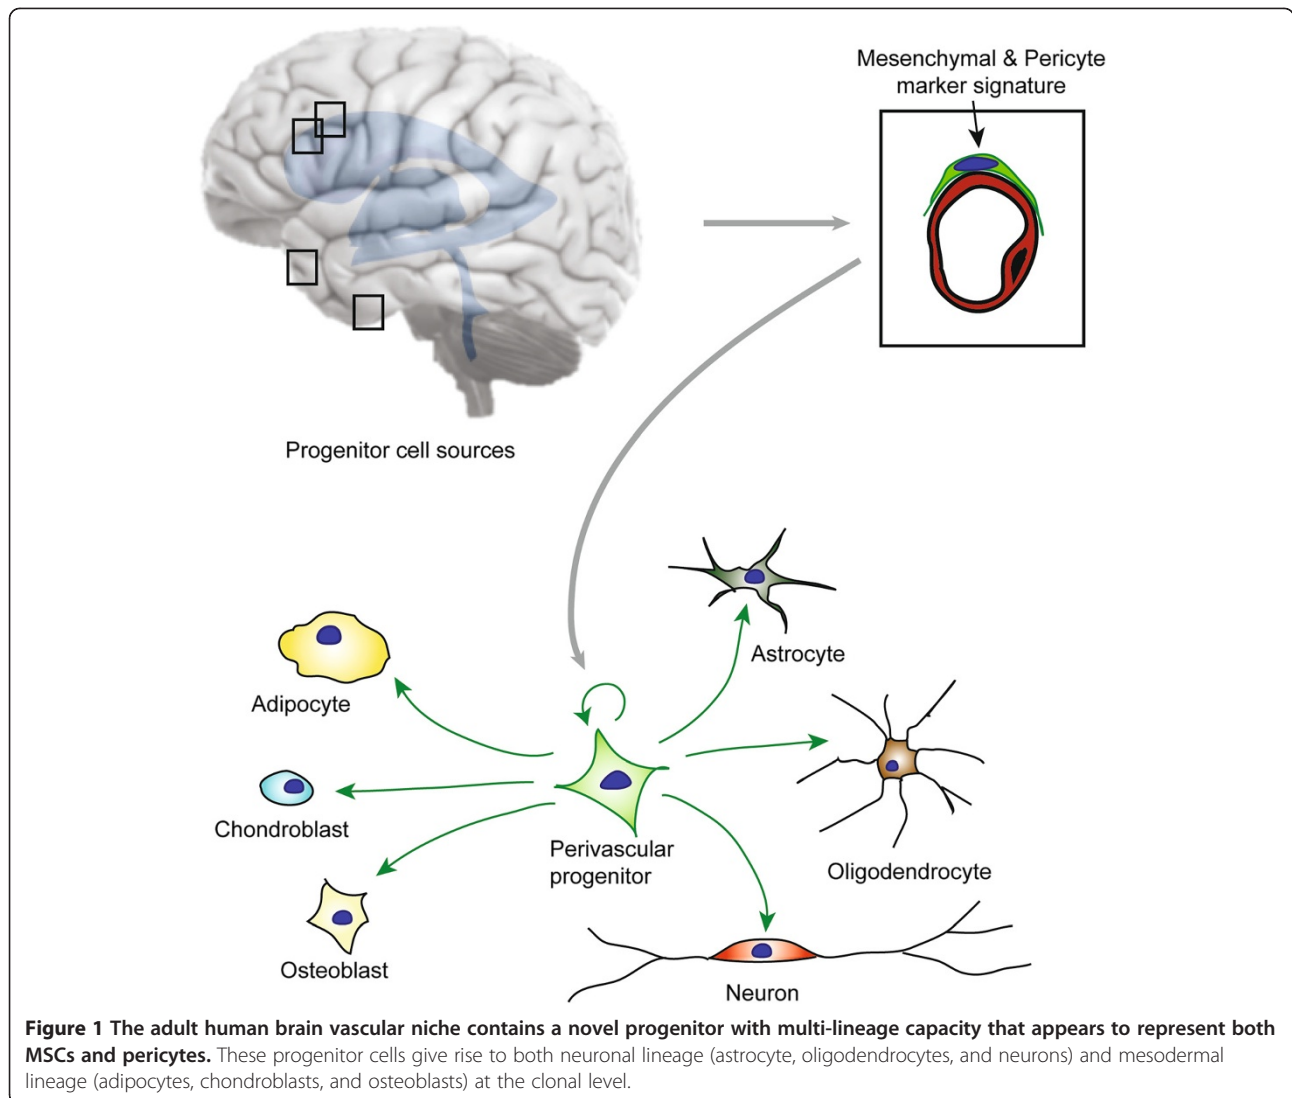 Mesenchymal & Pericyte
marker signature
Progenitor cell sources
Astrocyte
Adipocyte
Chondroblast
Perivascular
progenitor
Oligodendrocyte
Osteoblast
Neuron
Figure 1 The adult human brain vascular niche contains a novel progenitor with multi-lineage capacity that appears to represent both
MSCs and pericytes. These progenitor cells give rise to both neuronal lineage (astrocyte, oligodendrocytes, and neurons) and mesodermal
lineage (adipocytes, chondroblasts, and osteoblasts) at the clonal level.